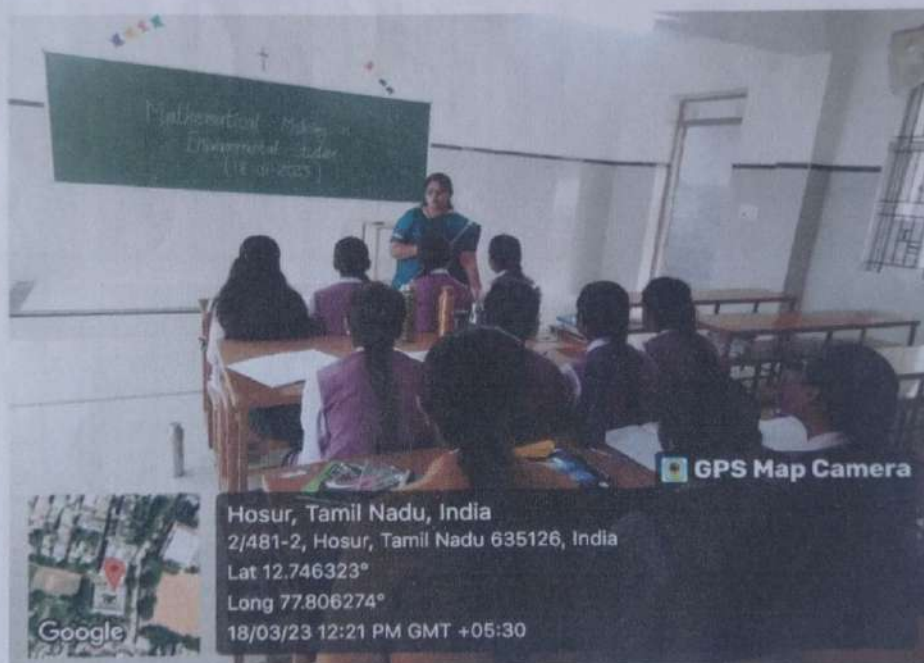 Mathematical Modeling in
Environmental studies
GPS Map Camera
Hosur, Tamil Nadu, India
2/481-2, Hosur, Tamil Nadu 635126, India
Lat 12.746323°
Long 77.806274°
18/03/23 12:21 PM GMT +05:30
Google